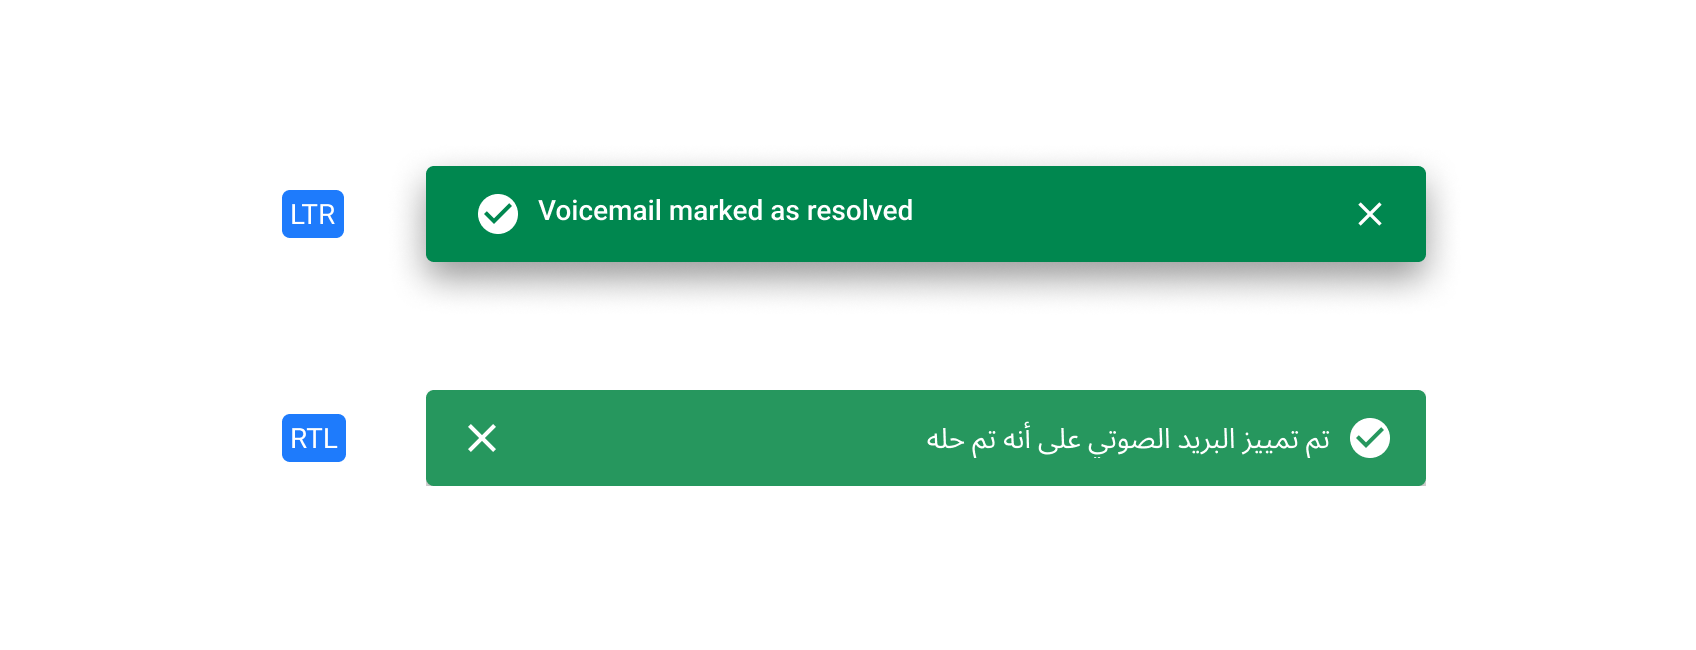 LTR
Voicemail marked as resolved
RTL
تم تمييز البريد الصوتي على أنه تم حله